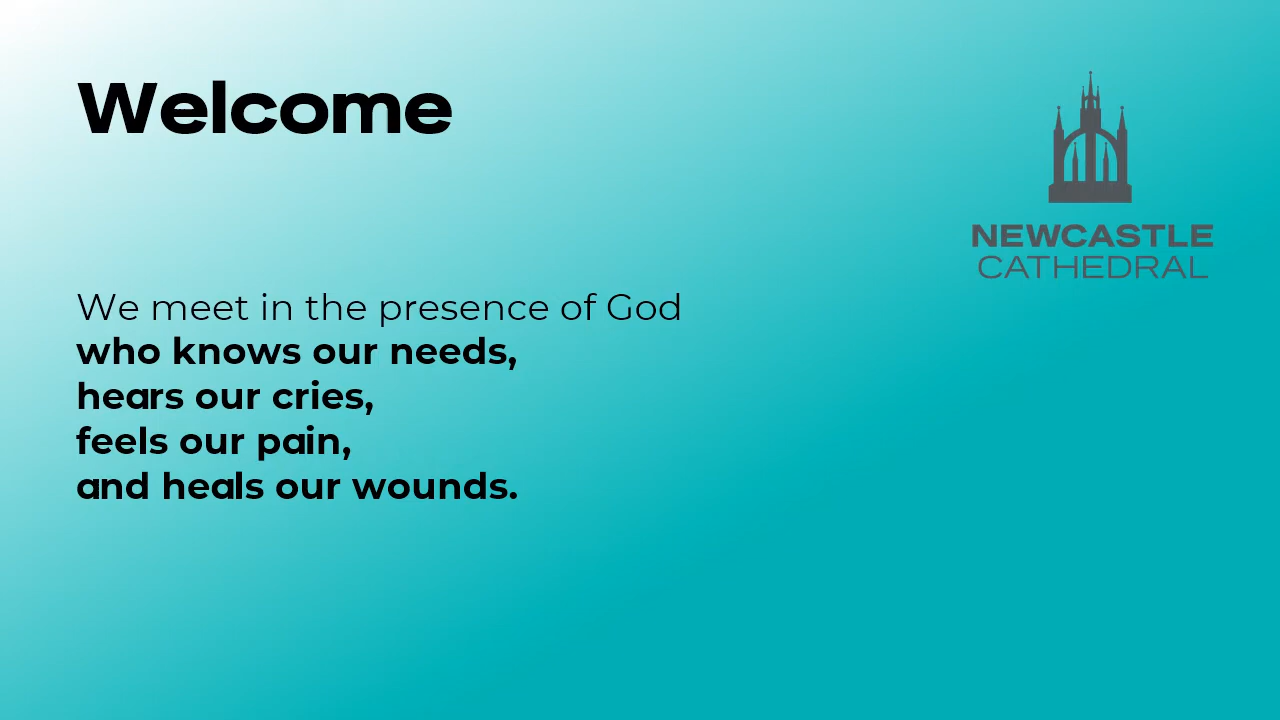 Welcome
NEWCASTLE
CATHEDRAL
We meet in the presence of God
who knows our needs,
hears our cries,
feels our pain,
and heals our wounds.